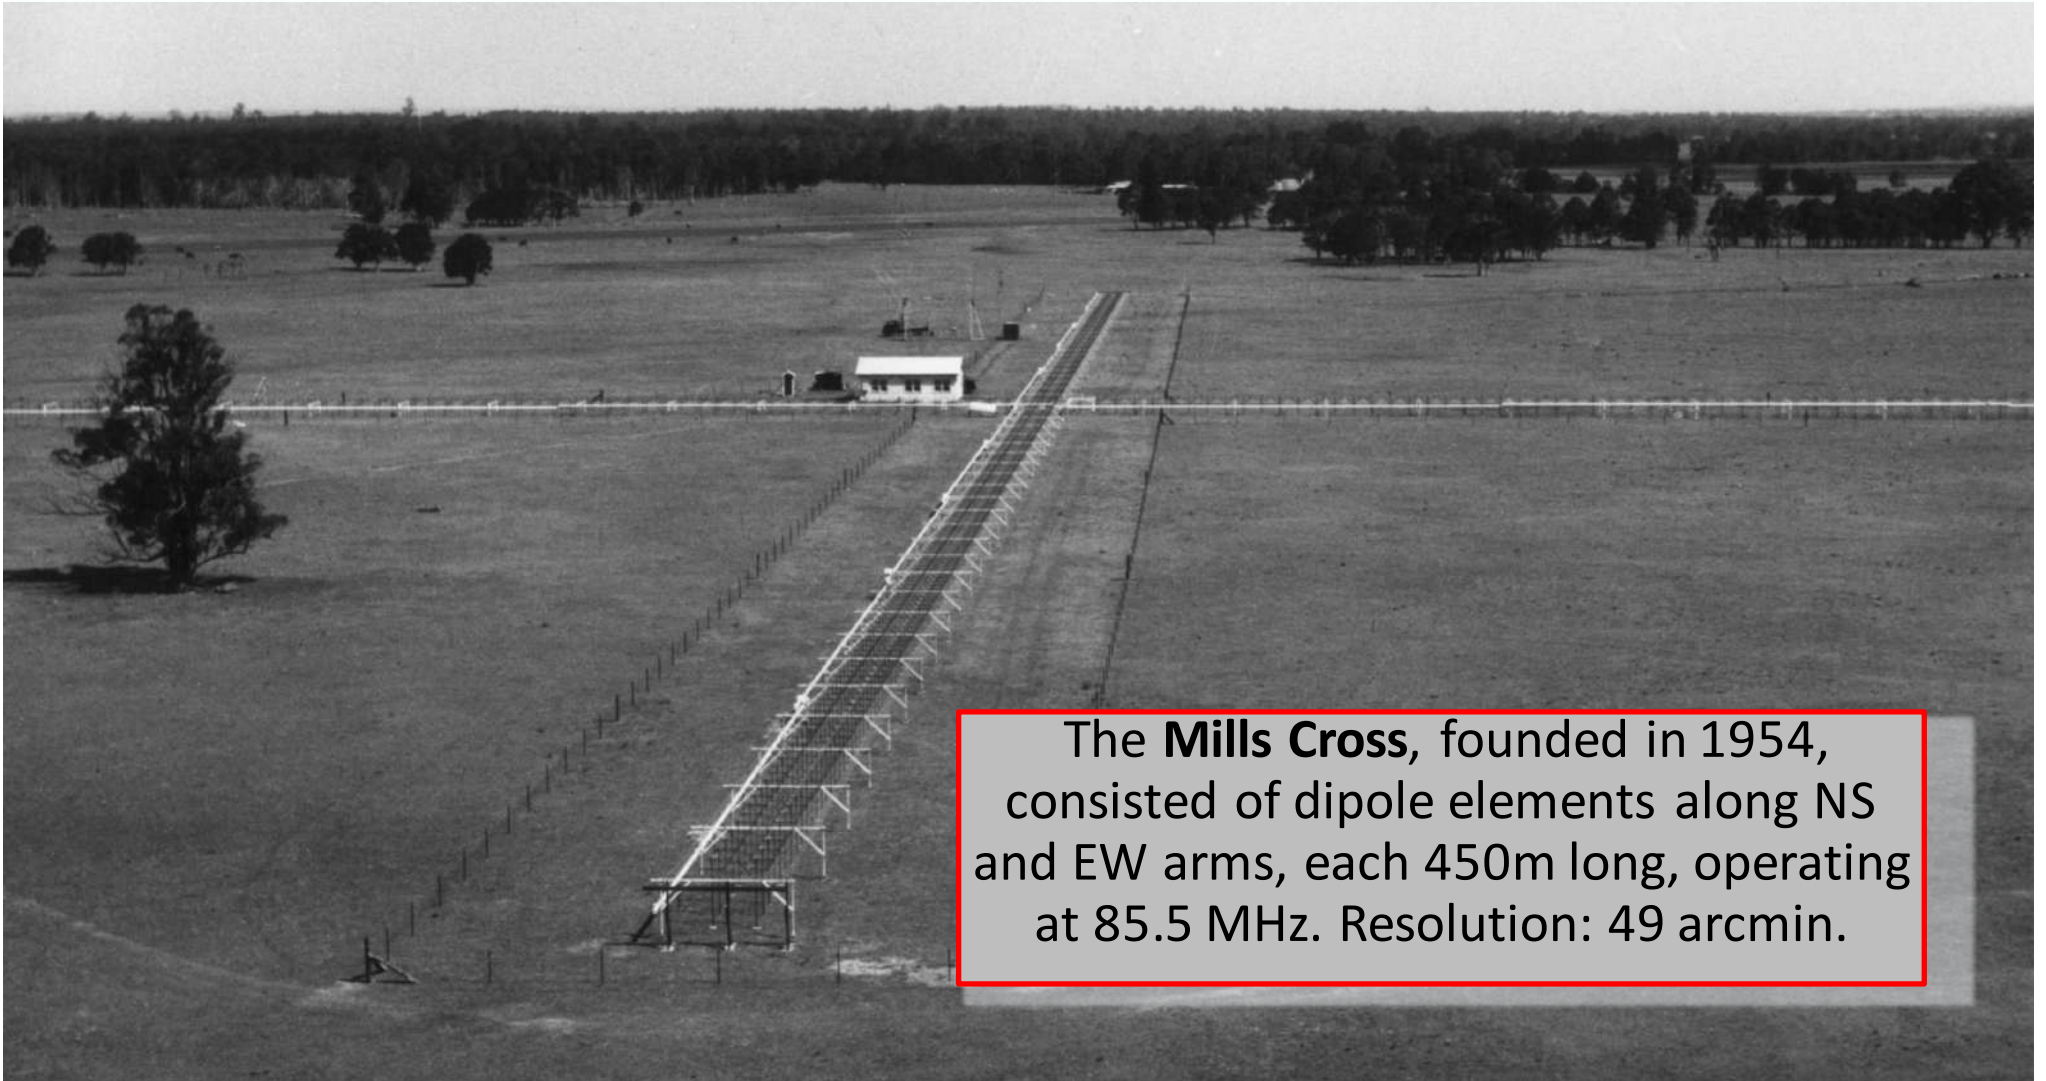 The Mills Cross, founded in 1954,
consisted of dipole elements along NS
and EW arms, each 450m long, operating
at 85.5 MHz. Resolution: 49 arcmin.